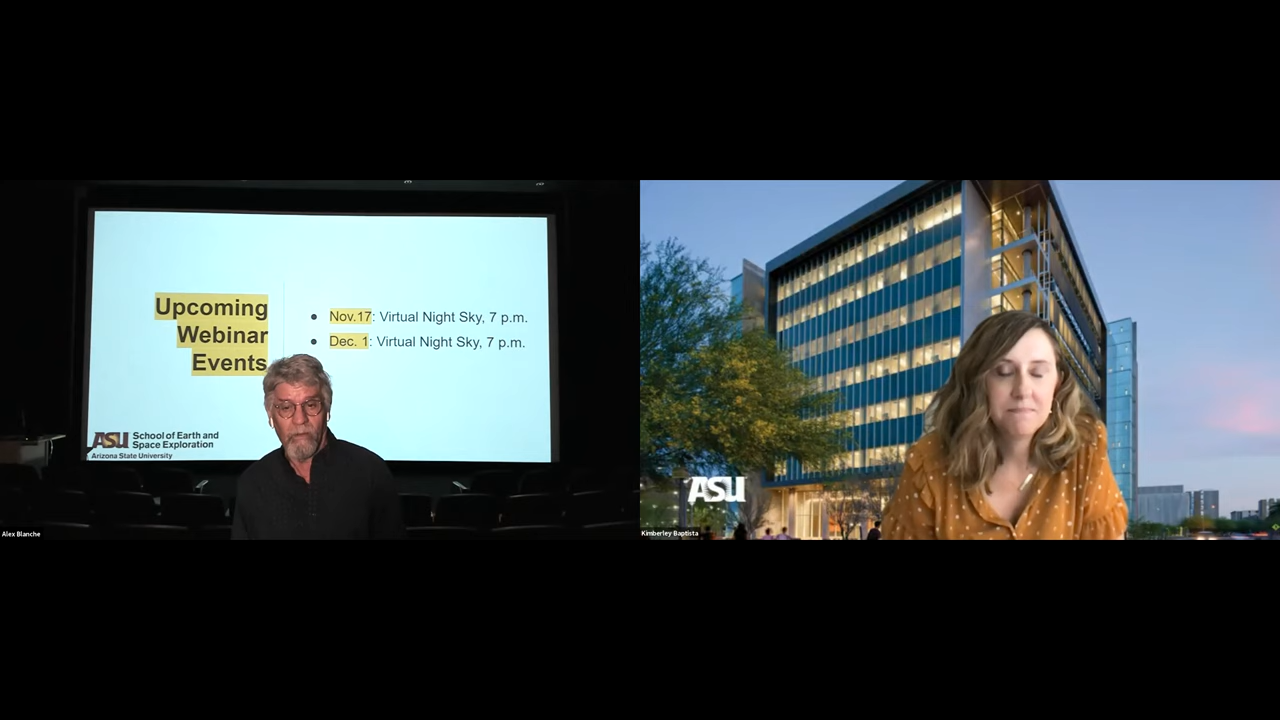 Upcoming
Webinar
Events
● Nov.17: Virtual Night Sky, 7 p.m.
● Dec. 1: Virtual Night Sky, 7 p.m.
ASU School of Earth and
Space Exploration
Arizona State University
Alex Blanche
ASU
Kimberley Baptista